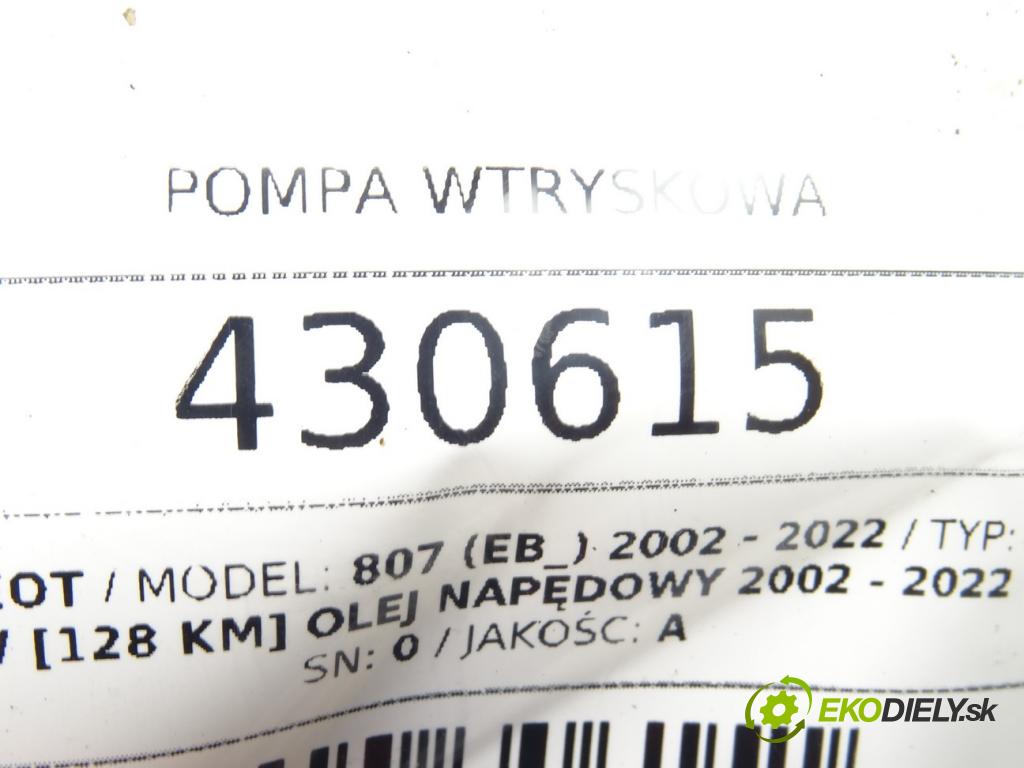 POMPA WTRYSKOWA
430615
/ MODEL: 807 (EB_) 2002 - 2022 / TYP:
[128 KM] OLEJ NAPĘDOWY 2002 - 2022
SN: 0 / JAKOŚC: A
EKODIELY.sk